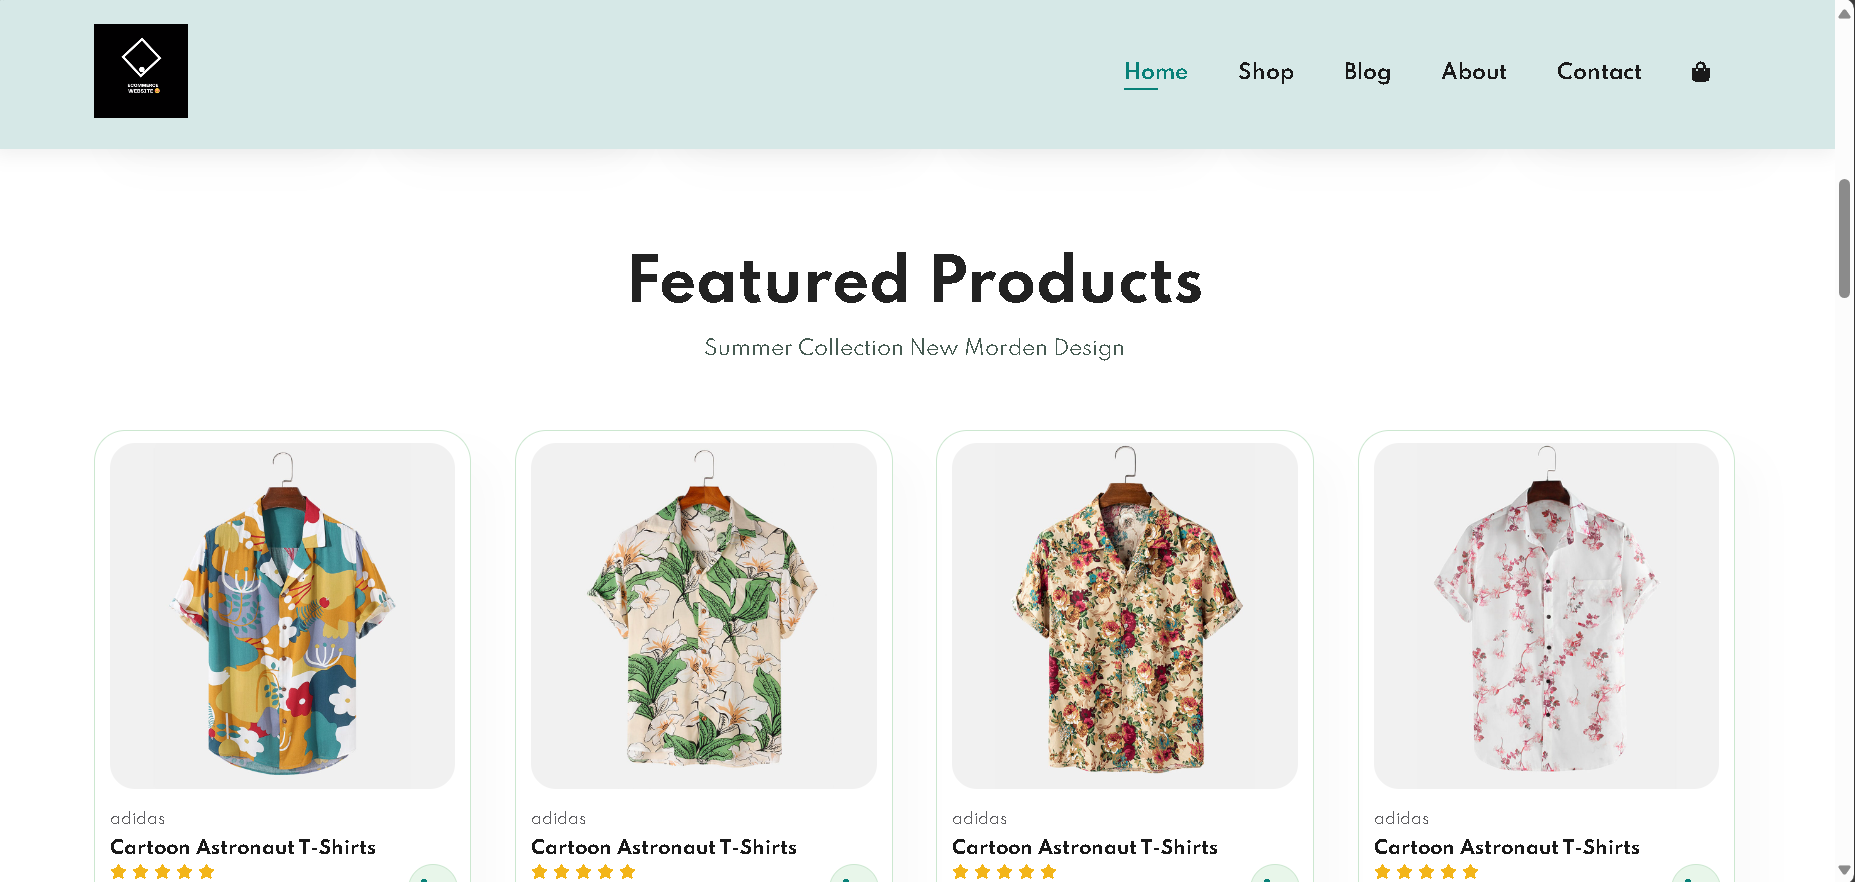 ECOMMERCE
WEBSITE
Home Shop Blog About Contact
Featured Products
Summer Collection New Morden Design
adidas adidas adidas adidas
Cartoon Astronaut T-Shirts Cartoon Astronaut T-Shirts Cartoon Astronaut T-Shirts Cartoon Astronaut T-Shirts